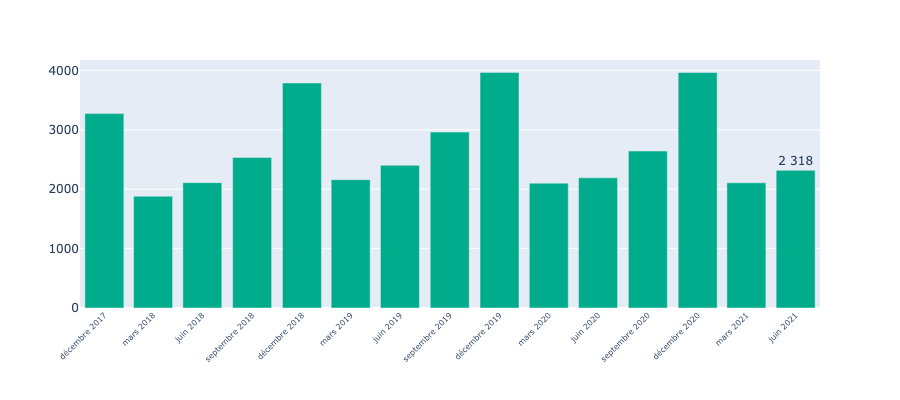 4000
3000
2000
1000
0
2 318
décembre 2017
mars 2018
juin 2018
septembre 2018
décembre 2018
mars 2019
juin 2019
septembre 2019
décembre 2019
mars 2020
juin 2020
septembre 2020
décembre 2020
mars 2021
juin 2021